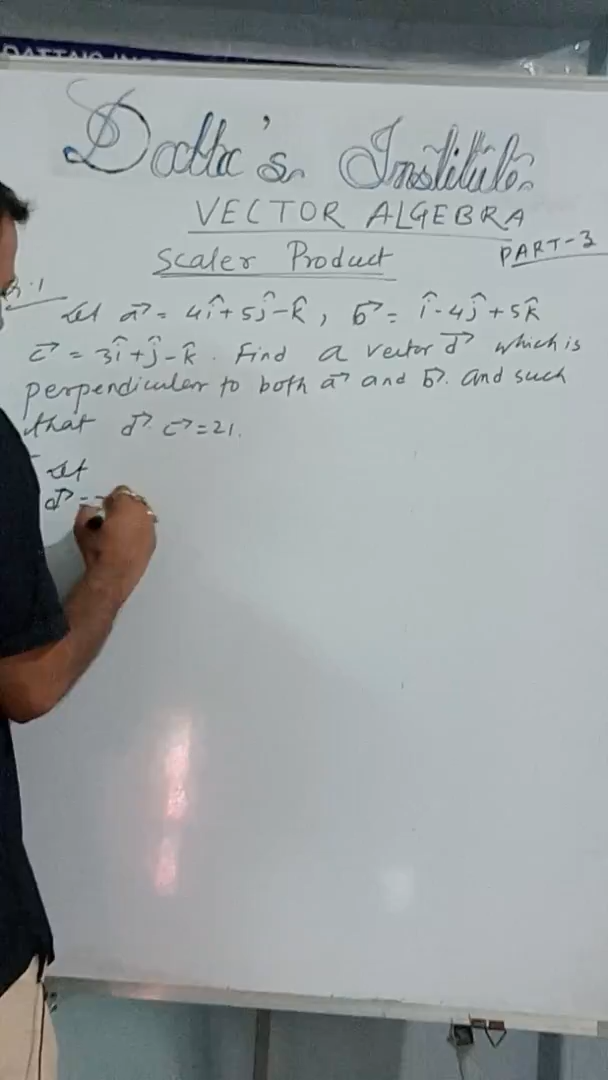 Datta's Institute
VECTOR ALGEBRA
PART-3
Scaler Product
Let a→ = 4î+5ĵ-k̂, b→ = î-4ĵ+5k̂
c→ = 3î+ĵ-k̂. Find a vector d→ which is
perpendicular to both a→ and b→. and such
that d→. c→=21.
Let
d→ =